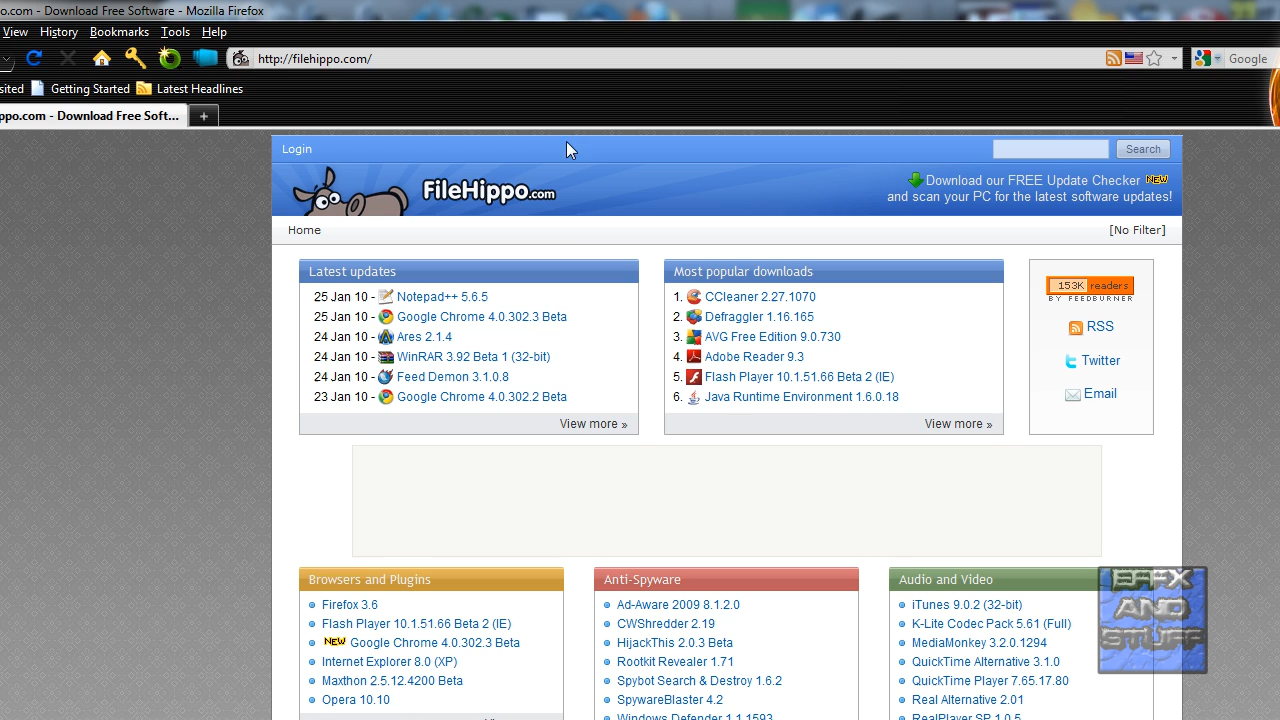 o.com - Download Free Software - Mozilla Firefox
View History Bookmarks Tools Help
http://filehippo.com/ Google
sited Getting Started Latest Headlines
ppo.com - Download Free Soft... +
Login Search
FileHippo.com
Download our FREE Update Checker NEW
and scan your PC for the latest software updates!
Home [No Filter]
Latest updates
25 Jan 10 - Notepad++ 5.6.5
25 Jan 10 - Google Chrome 4.0.302.3 Beta
24 Jan 10 - Ares 2.1.4
24 Jan 10 - WinRAR 3.92 Beta 1 (32-bit)
24 Jan 10 - Feed Demon 3.1.0.8
23 Jan 10 - Google Chrome 4.0.302.2 Beta
View more »
Most popular downloads
1. CCleaner 2.27.1070
2. Defraggler 1.16.165
3. AVG Free Edition 9.0.730
4. Adobe Reader 9.3
5. Flash Player 10.1.51.66 Beta 2 (IE)
6. Java Runtime Environment 1.6.0.18
View more »
153K readers
BY FEEDBURNER
RSS
Twitter
Email
Browsers and Plugins
Firefox 3.6
Flash Player 10.1.51.66 Beta 2 (IE)
NEW Google Chrome 4.0.302.3 Beta
Internet Explorer 8.0 (XP)
Maxthon 2.5.12.4200 Beta
Opera 10.10
Anti-Spyware
Ad-Aware 2009 8.1.2.0
CWShredder 2.19
HijackThis 2.0.3 Beta
Rootkit Revealer 1.71
Spybot Search & Destroy 1.6.2
SpywareBlaster 4.2
Windows Defender 1.1.1593
Audio and Video
iTunes 9.0.2 (32-bit)
K-Lite Codec Pack 5.61 (Full)
MediaMonkey 3.2.0.1294
QuickTime Alternative 3.1.0
QuickTime Player 7.65.17.80
Real Alternative 2.01
RealPlayer SP 1.0.5
AND
STUFF